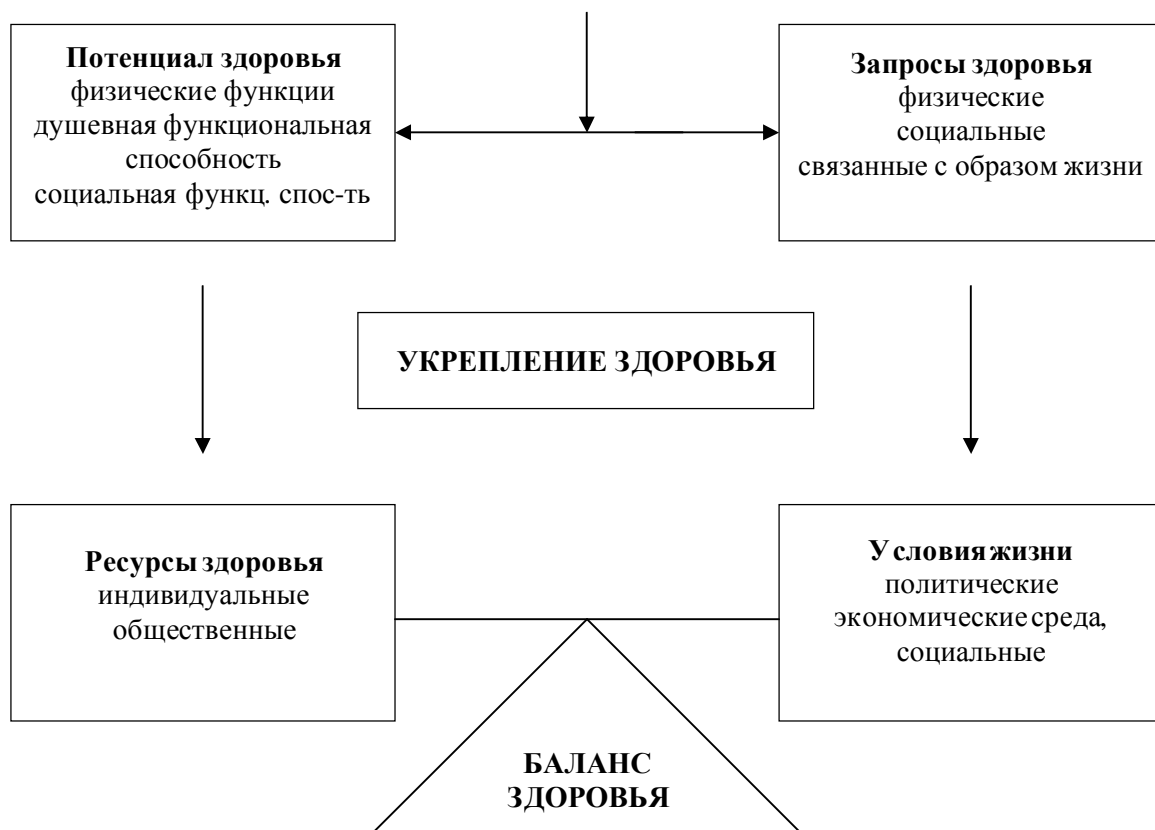 Потенциал здоровья
физические функции
душевная функциональная
способность
социальная функц. спос-ть
Запросы здоровья
физические
социальные
связанные с образом жизни
УКРЕПЛЕНИЕ ЗДОРОВЬЯ
Ресурсы здоровья
индивидуальные
общественные
Условия жизни
политические
экономические среда,
социальные
БАЛАНС
ЗДОРОВЬЯ